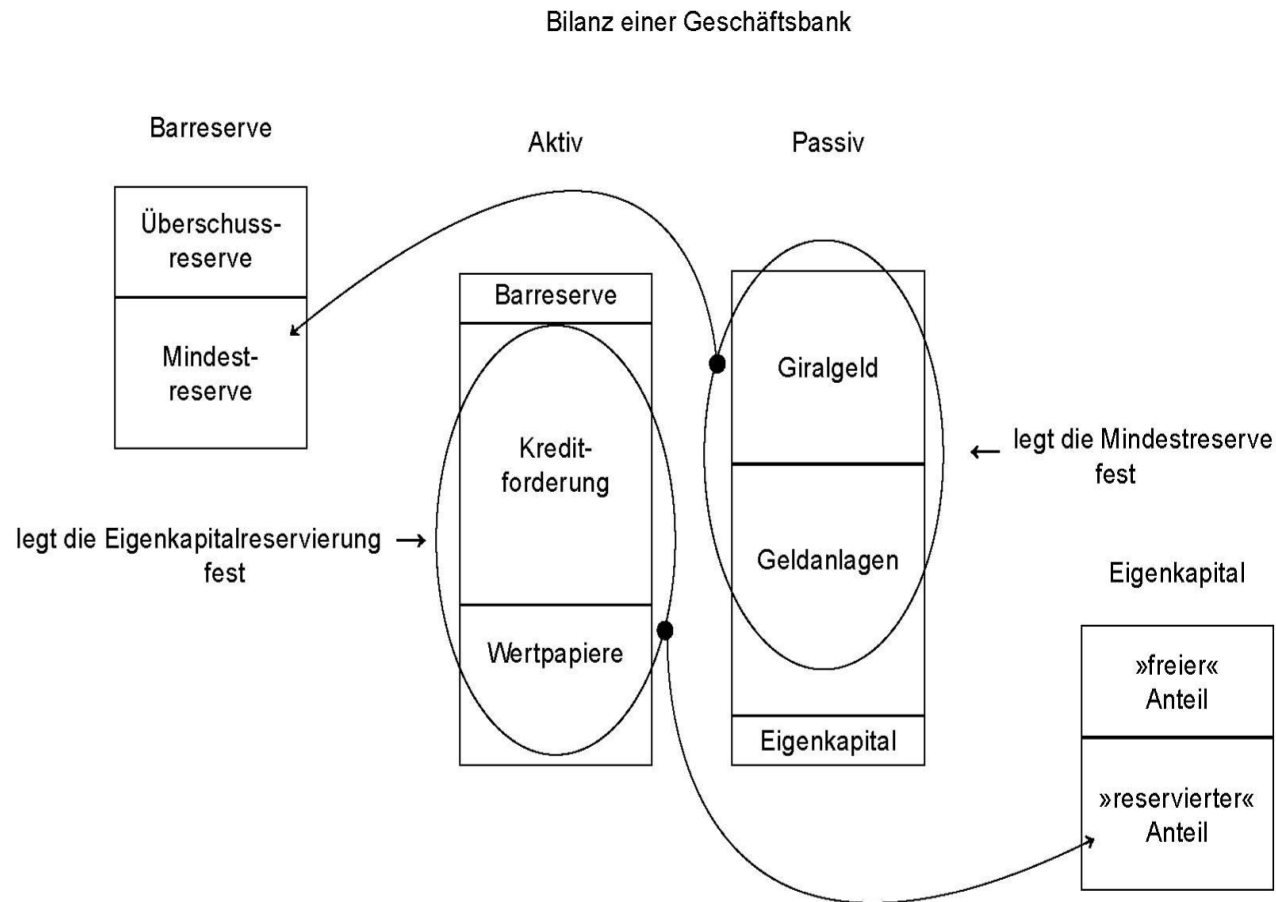 Bilanz einer Geschäftsbank
Barreserve
Aktiv
Passiv
Überschuss-
reserve
Mindest-
reserve
Barreserve
Kredit-
forderung
Wertpapiere
Giralgeld
Geldanlagen
Eigenkapital
← legt die Mindestreserve
fest
legt die Eigenkapitalreservierung →
fest
Eigenkapital
»freier«
Anteil
»reservierter«
Anteil